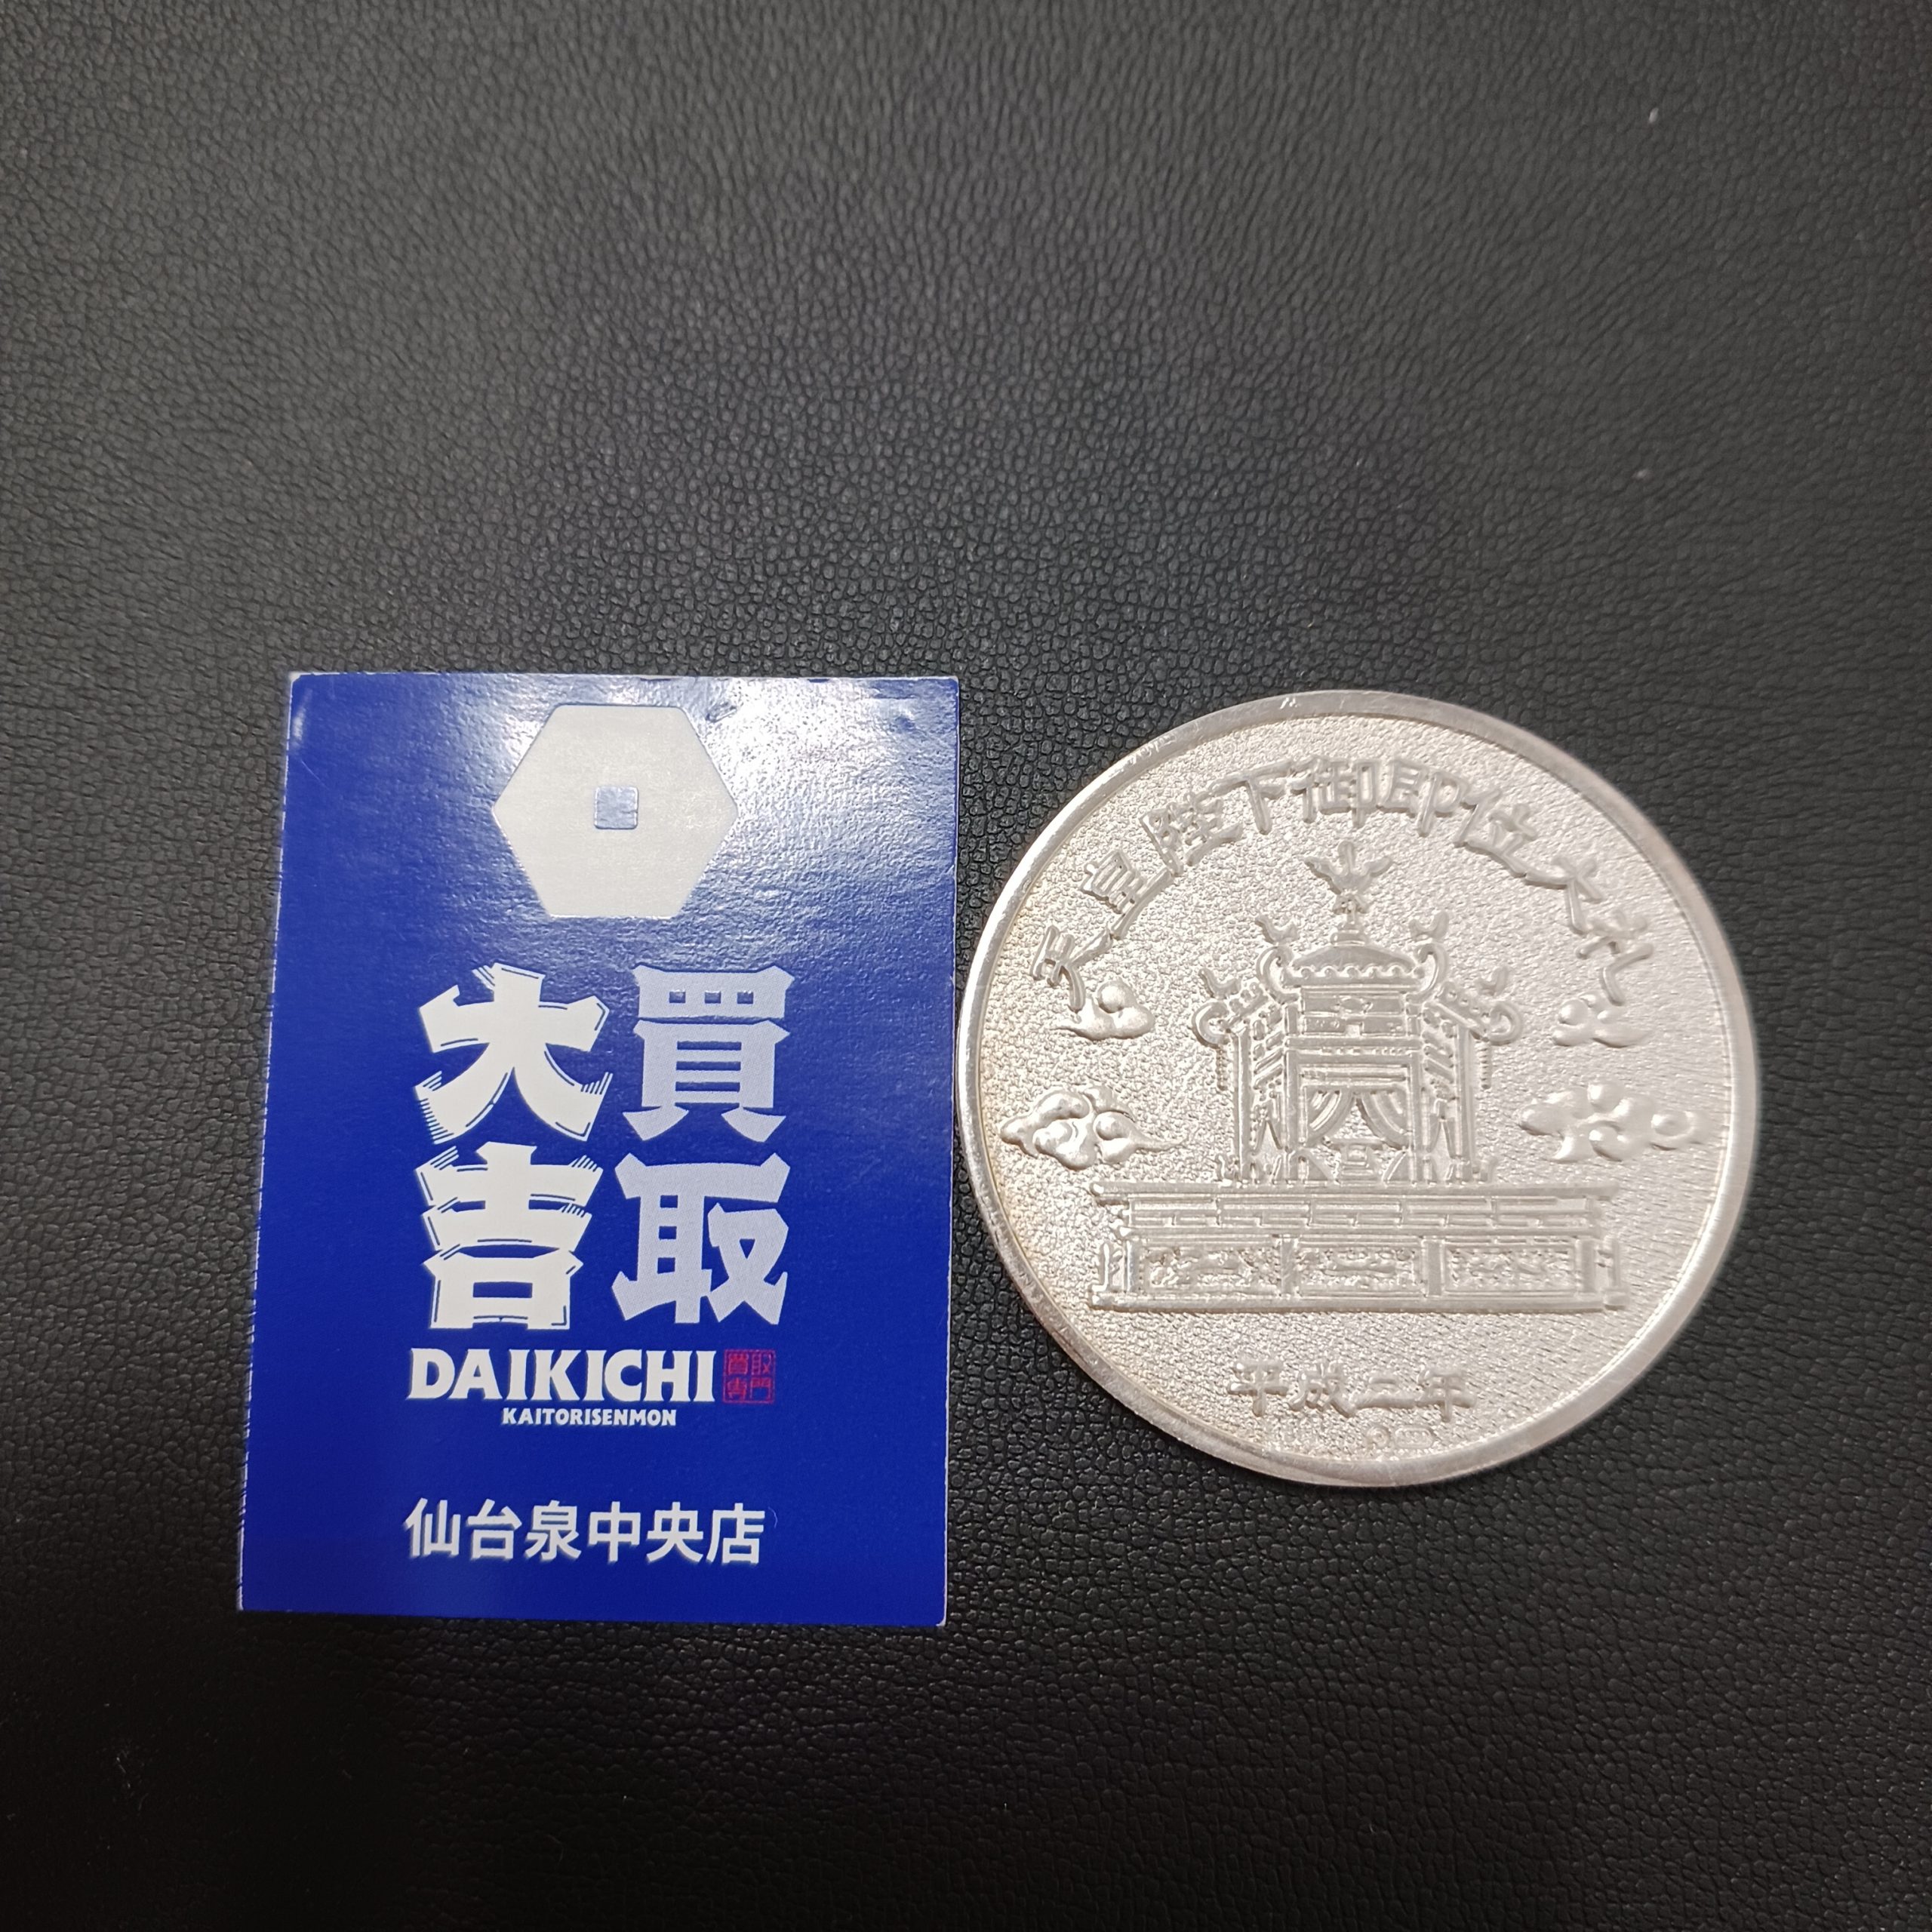 買取
大吉
DAIKICHI
買取
専門
KAITORISENMON
仙台泉中央店
天皇陛下御即位大礼
平成二年